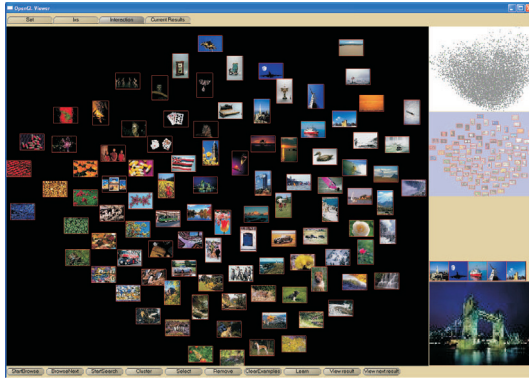 OpenGL Viewer
Set
Ink
Interaction
Current Results
StartBrowse
BrowseNext
StartSearch
Cluster
Select
Remove
ClearExamples
Learn
View result
View next result